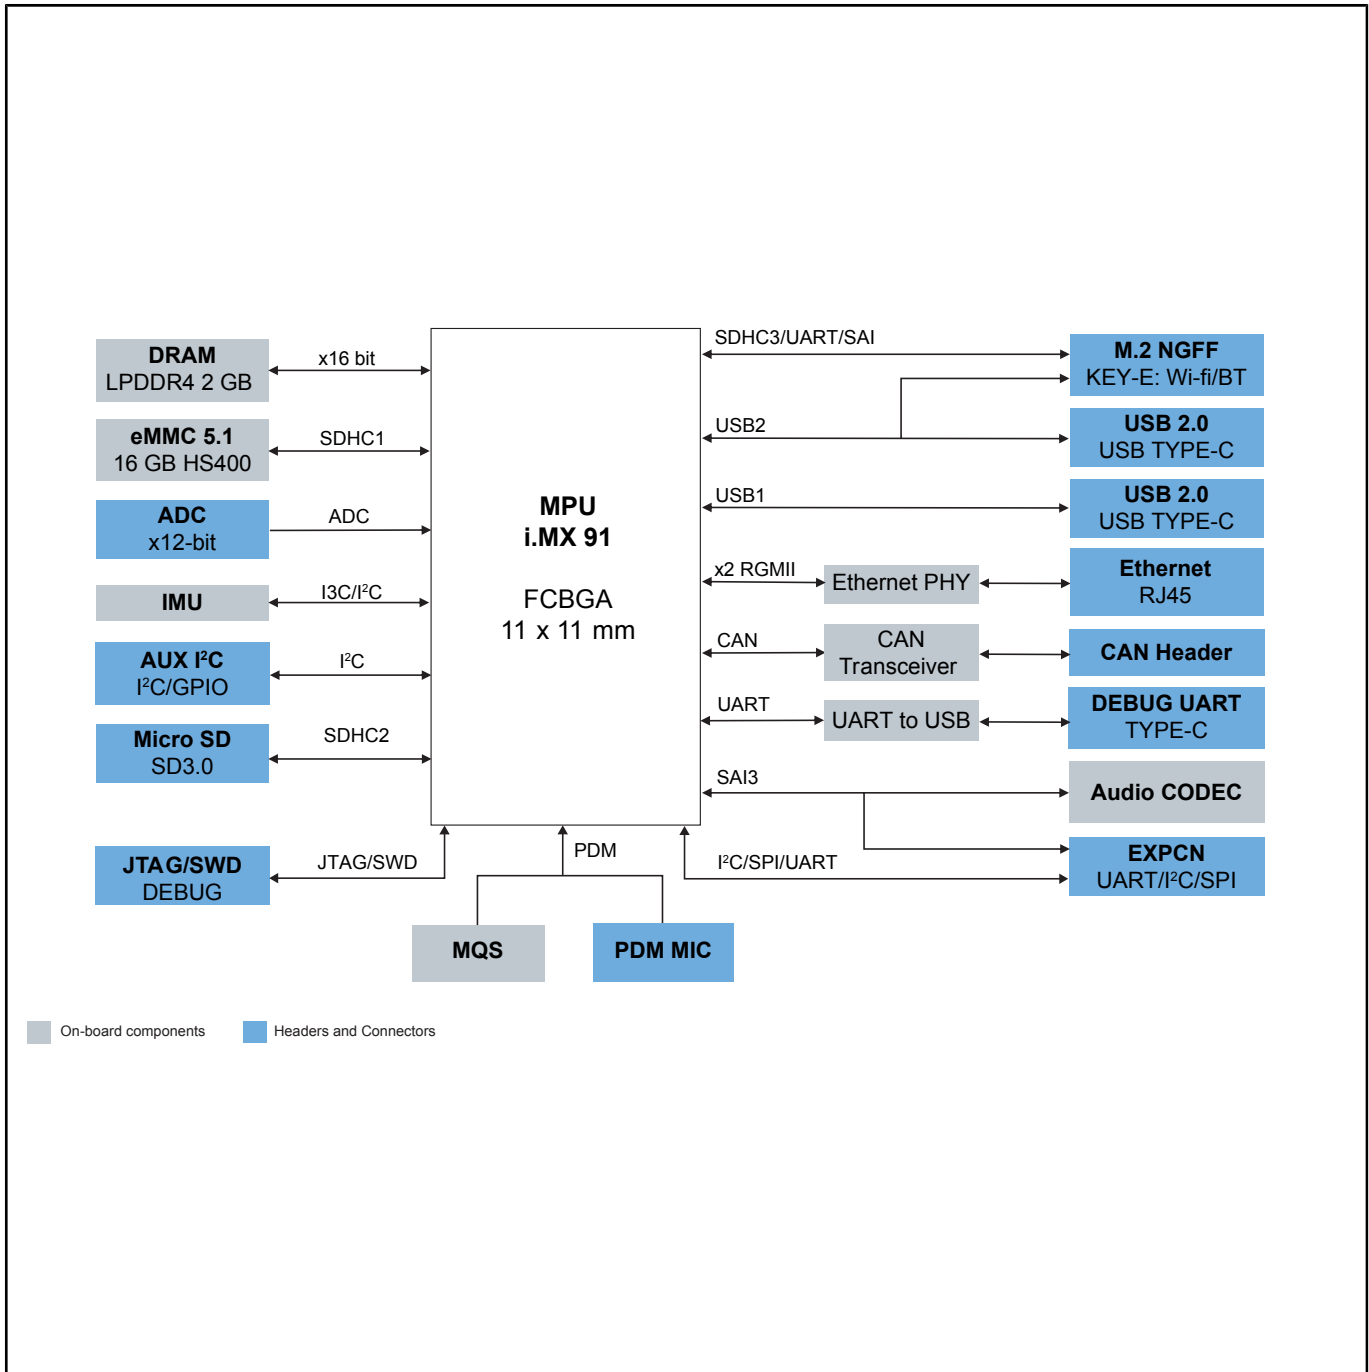 DRAM
LPDDR4 2 GB
x16 bit
eMMC 5.1
16 GB HS400
SDHC1
ADC
x12-bit
ADC
IMU
I3C/I²C
AUX I²C
I²C/GPIO
I²C
Micro SD
SD3.0
SDHC2
JTAG/SWD
DEBUG
JTAG/SWD
MPU
i.MX 91
FCBGA
11 x 11 mm
PDM
MQS
PDM MIC
SDHC3/UART/SAI
M.2 NGFF
KEY-E: Wi-fi/BT
USB2
USB 2.0
USB TYPE-C
USB1
USB 2.0
USB TYPE-C
x2 RGMII
Ethernet PHY
Ethernet
RJ45
CAN
CAN
Transceiver
CAN Header
UART
UART to USB
DEBUG UART
TYPE-C
SAI3
Audio CODEC
I²C/SPI/UART
EXPCN
UART/I²C/SPI
On-board components
Headers and Connectors